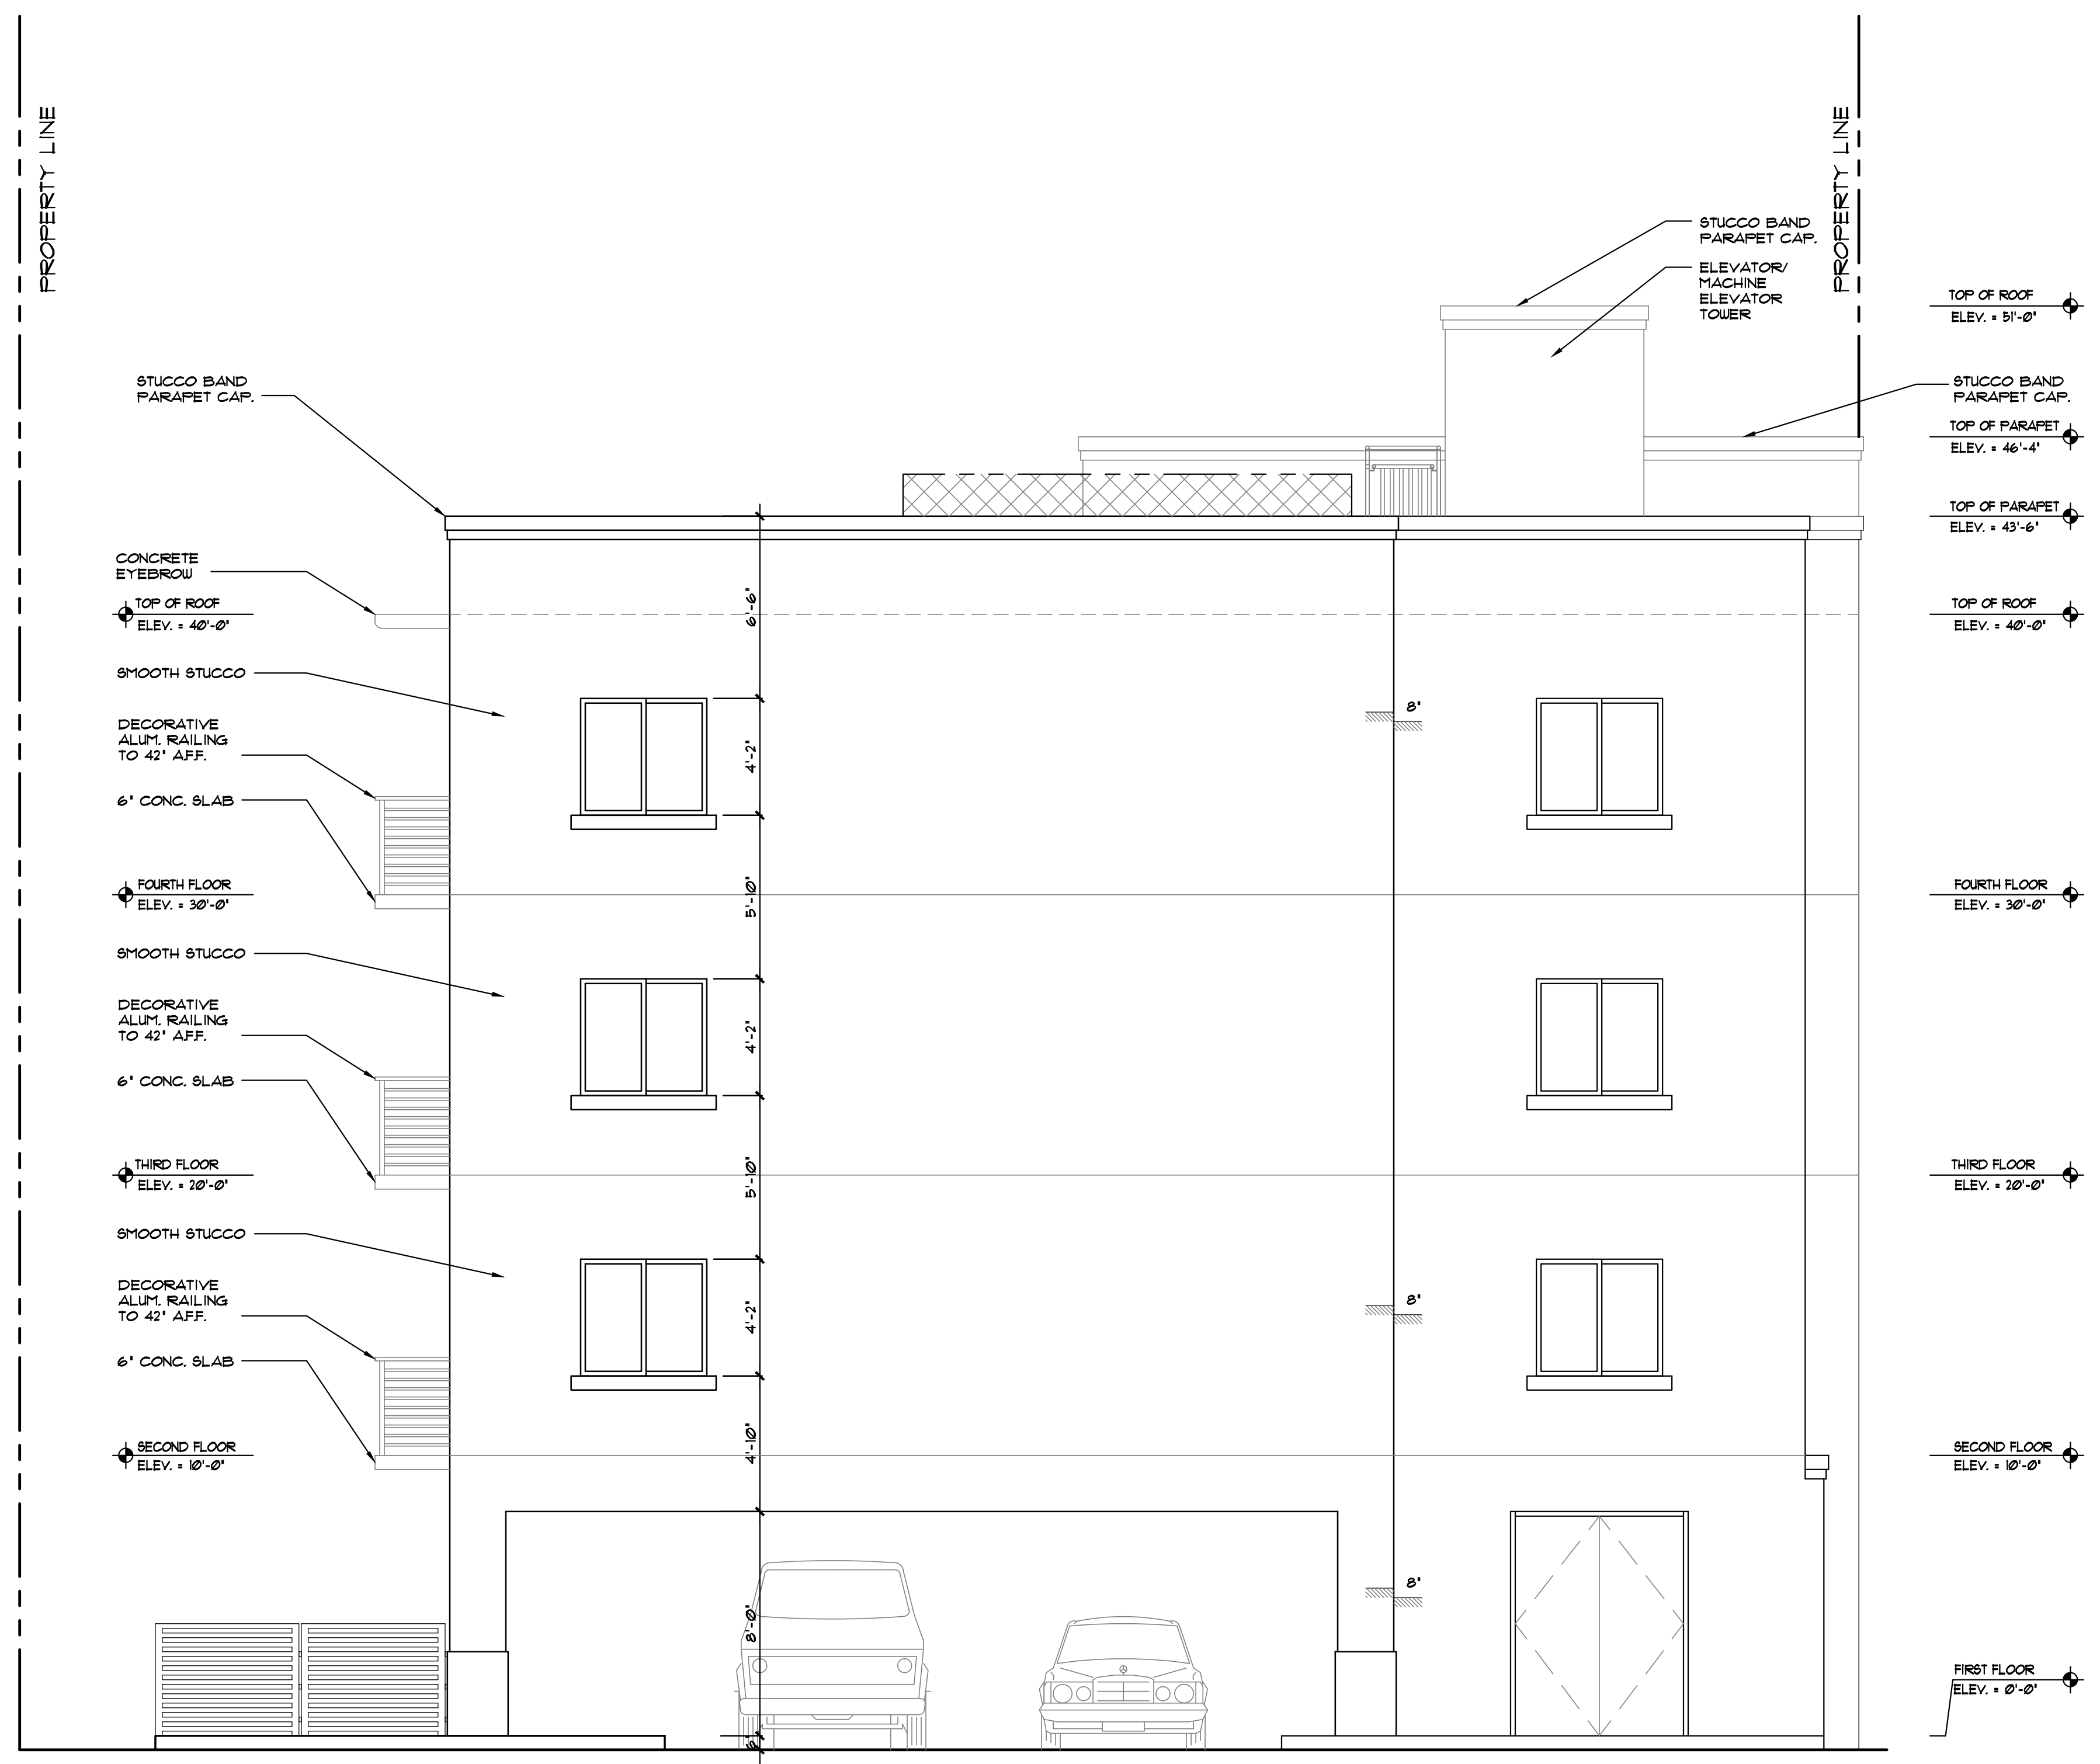 PROPERTY LINE
PROPERTY LINE
STUCCO BAND
PARAPET CAP.
ELEVATOR/
MACHINE
ELEVATOR
TOWER
TOP OF ROOF
ELEV. = 51'-0"
STUCCO BAND
PARAPET CAP.
STUCCO BAND
PARAPET CAP.
TOP OF PARAPET
ELEV. = 46'-4"
TOP OF PARAPET
ELEV. = 43'-6"
CONCRETE
EYEBROW
TOP OF ROOF
ELEV. = 40'-0"
6'-6"
TOP OF ROOF
ELEV. = 40'-0"
SMOOTH STUCCO
8"
DECORATIVE
ALUM. RAILING
TO 42" A.F.F.
4'-2"
6" CONC. SLAB
FOURTH FLOOR
ELEV. = 30'-0"
5'-10"
FOURTH FLOOR
ELEV. = 30'-0"
SMOOTH STUCCO
DECORATIVE
ALUM. RAILING
TO 42" A.F.F.
4'-2"
6" CONC. SLAB
THIRD FLOOR
ELEV. = 20'-0"
5'-10"
THIRD FLOOR
ELEV. = 20'-0"
SMOOTH STUCCO
DECORATIVE
ALUM. RAILING
TO 42" A.F.F.
4'-2"
8"
6" CONC. SLAB
SECOND FLOOR
ELEV. = 10'-0"
4'-10"
SECOND FLOOR
ELEV. = 10'-0"
8"
8'-0"
FIRST FLOOR
ELEV. = 0'-0"
6"